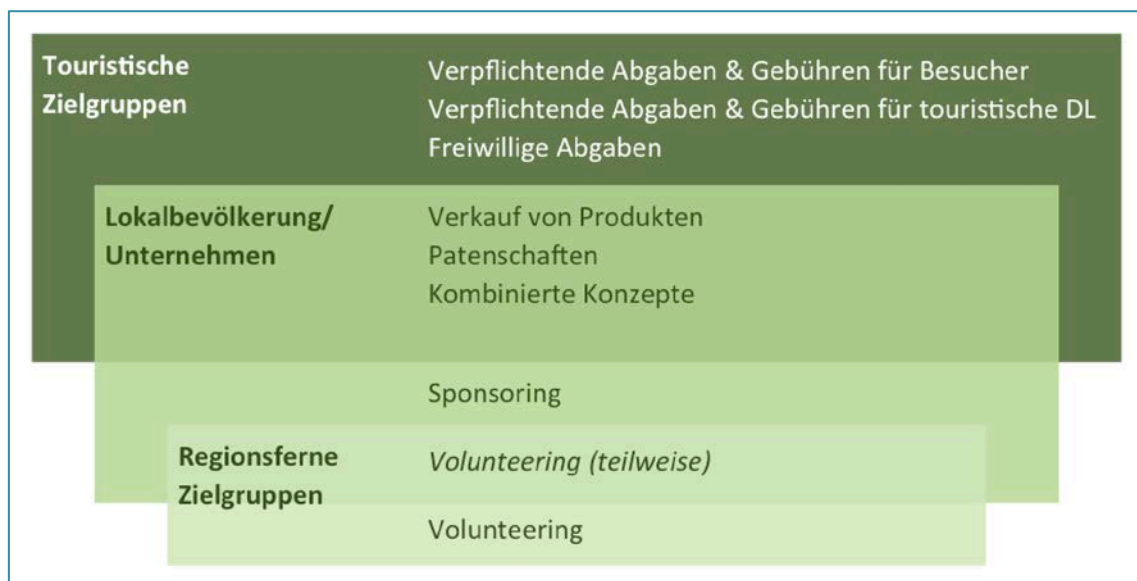 Touristische Verpflichtende Abgaben & Gebühren für Besucher
Zielgruppen Verpflichtende Abgaben & Gebühren für touristische DL
Freiwillige Abgaben
Lokalbevölkerung/ Verkauf von Produkten
Unternehmen Patenschaften
Kombinierte Konzepte
Sponsoring
Regionsferne Volunteering (teilweise)
Zielgruppen
Volunteering